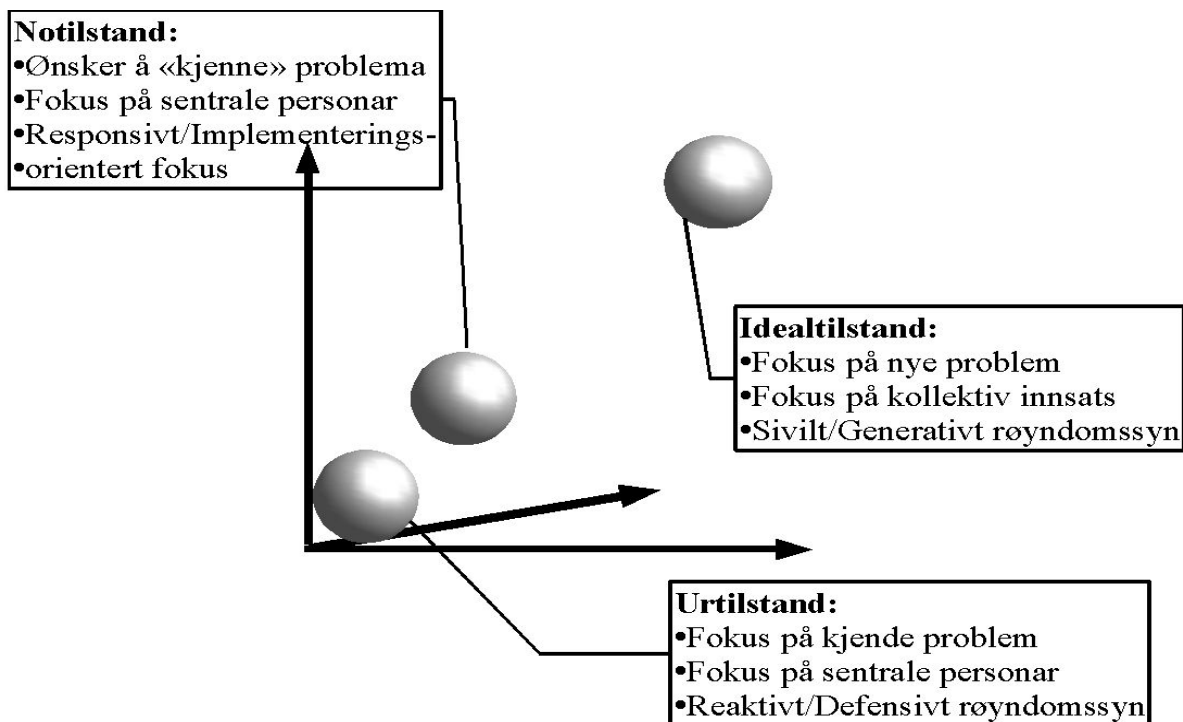 Notilstand:
•Ønsker å «kjenne» problema
•Fokus på sentrale personar
•Responsivt/Implementerings-
•orientert fokus
Idealtilstand:
•Fokus på nye problem
•Fokus på kollektiv innsats
•Sivilt/Generativt røyndomssyn
Urtilstand:
•Fokus på kjende problem
•Fokus på sentrale personar
•Reaktivt/Defensivt røyndomssyn